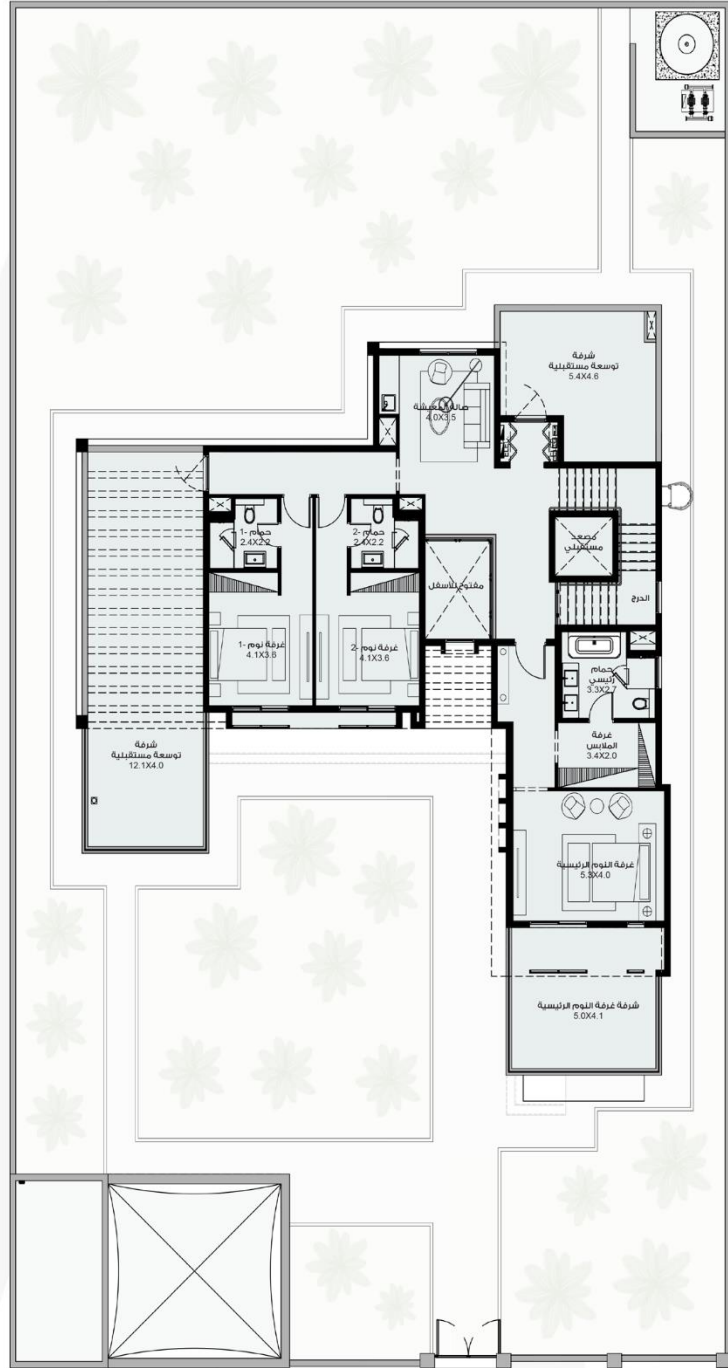 شرفة
توسعة مستقبلية
5.4X4.6
صالة المعيشة
4.0X3.5
حمام -1
2.4X2.2
حمام -2
2.4X2.2
مصعد
مستقبلي
مفتوح للأسفل
الدرج
غرفة نوم -1
4.1X3.6
غرفة نوم -2
4.1X3.6
حمام
رئيسي
3.3X2.7
غرفة
الملابس
3.4X2.0
شرفة
توسعة مستقبلية
12.1X4.0
غرفة النوم الرئيسية
5.3X4.0
شرفة غرفة النوم الرئيسية
5.0X4.1